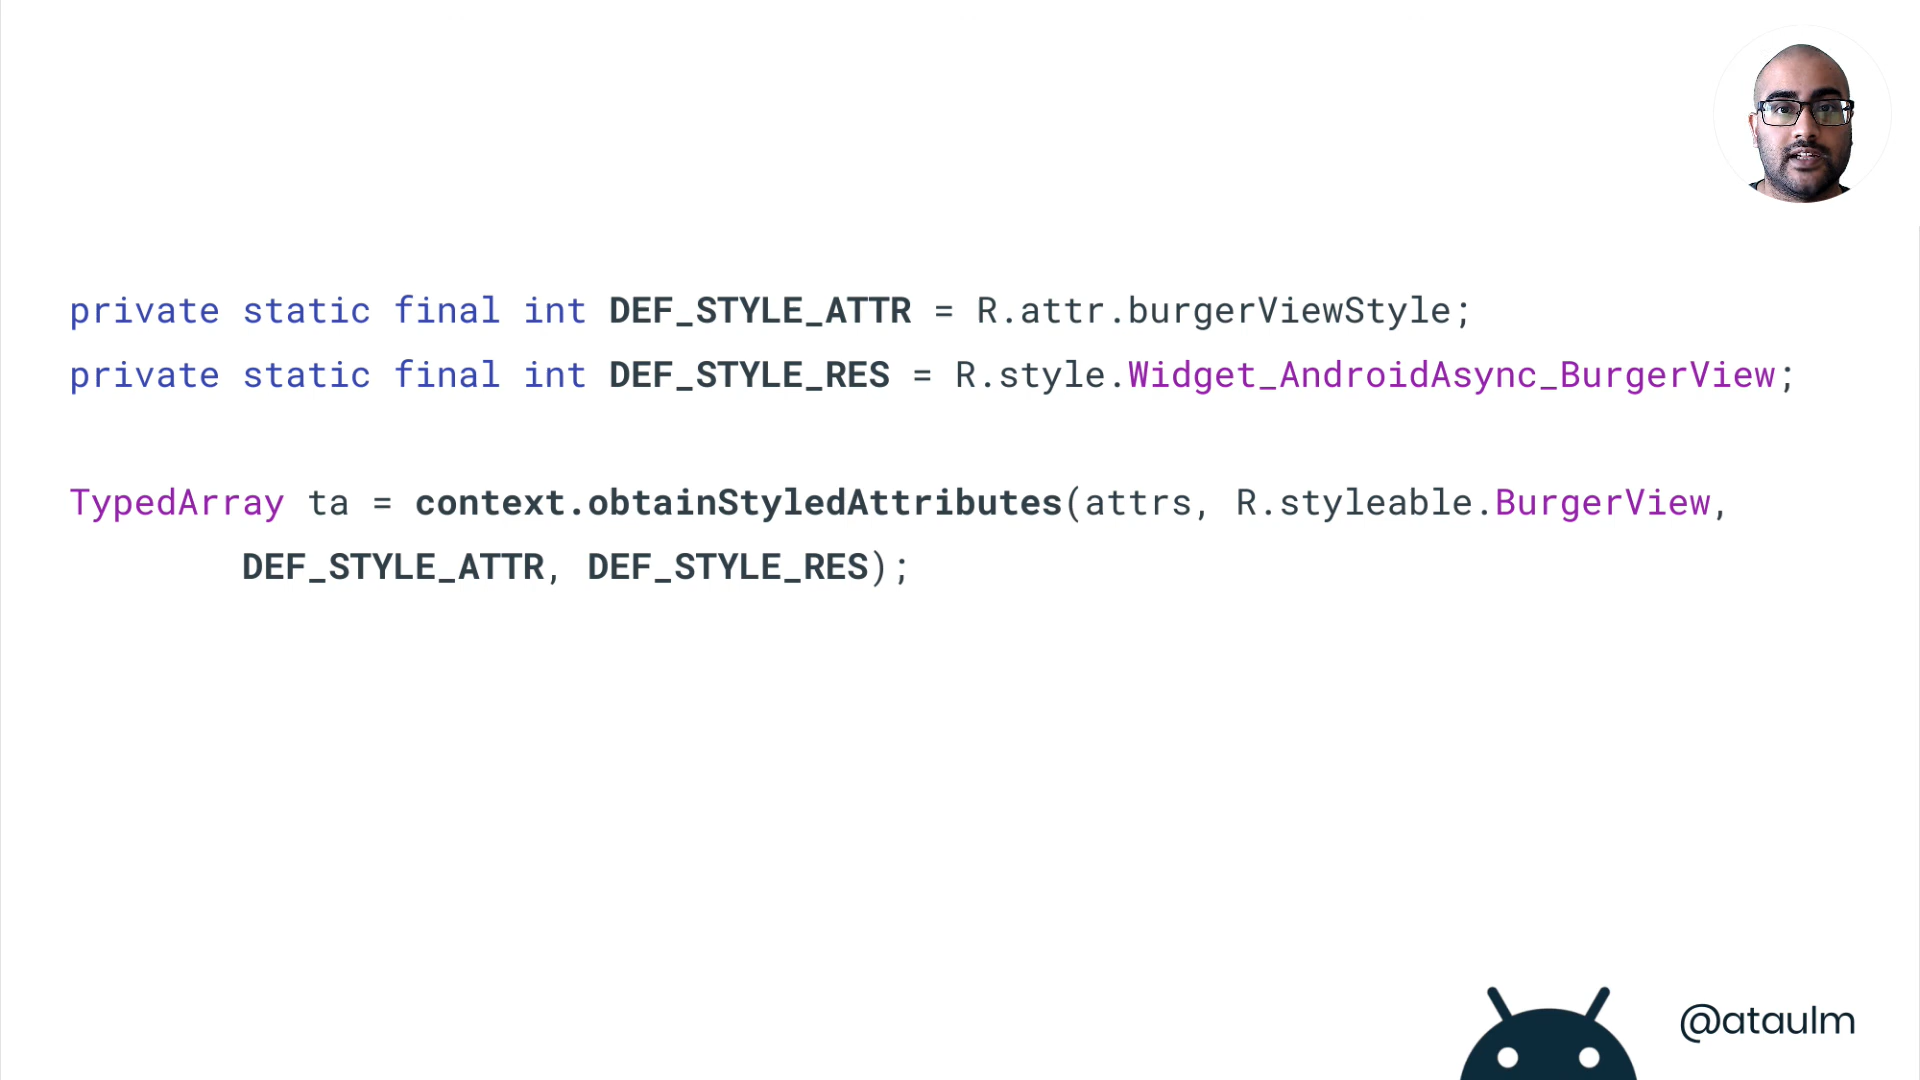 private static final int DEF_STYLE_ATTR = R.attr.burgerViewStyle;
private static final int DEF_STYLE_RES = R.style.Widget_AndroidAsync_BurgerView;
TypedArray ta = context.obtainStyledAttributes(attrs, R.styleable.BurgerView,
DEF_STYLE_ATTR, DEF_STYLE_RES);
@ataulm